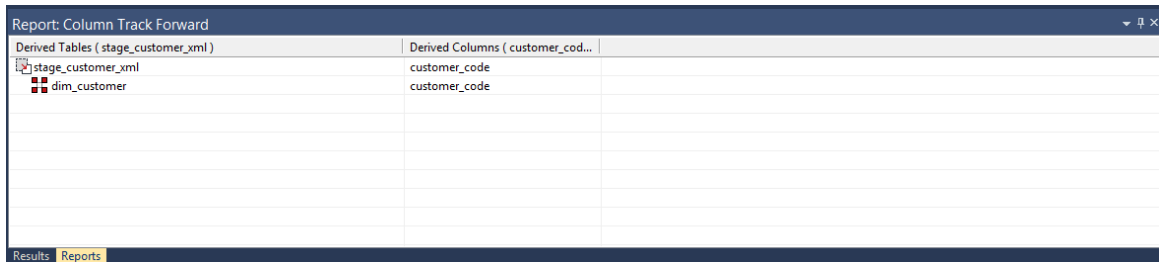 Report: Column Track Forward
Derived Tables ( stage_customer_xml ) Derived Columns ( customer_cod...
stage_customer_xml customer_code
dim_customer customer_code
Results Reports